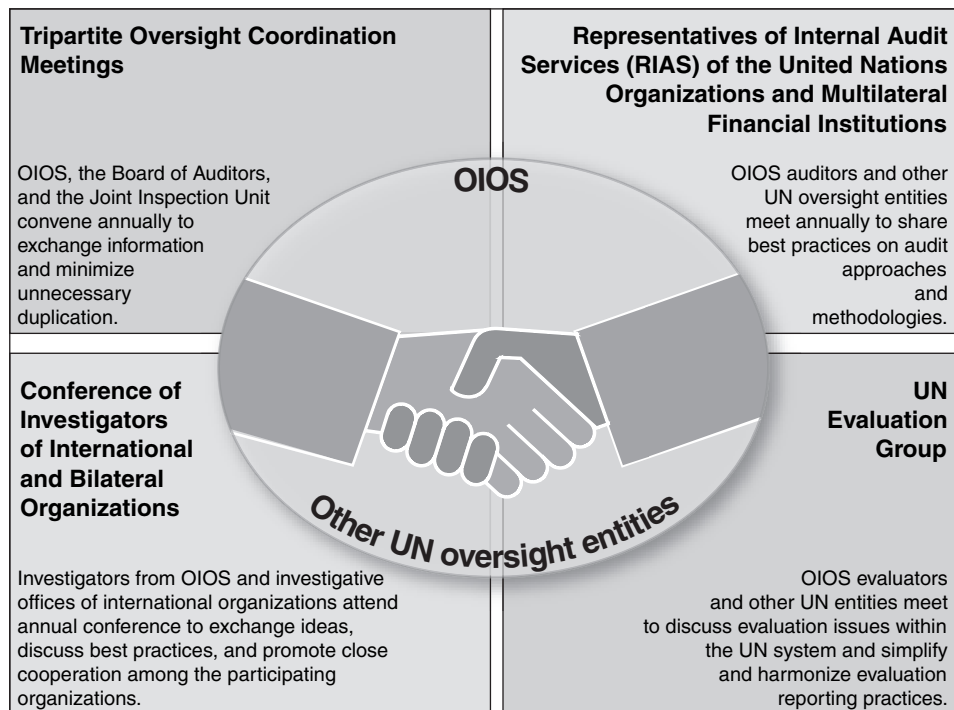 Tripartite Oversight Coordination
Meetings
OIOS, the Board of Auditors,
and the Joint Inspection Unit
convene annually to
exchange information
and minimize
unnecessary
duplication.
Representatives of Internal Audit
Services (RIAS) of the United Nations
Organizations and Multilateral
Financial Institutions
OIOS auditors and other
UN oversight entities
meet annually to share
best practices on audit
approaches
and
methodologies.
OIOS
Other UN oversight entities
Conference of
Investigators
of International
and Bilateral
Organizations
Investigators from OIOS and investigative
offices of international organizations attend
annual conference to exchange ideas,
discuss best practices, and promote close
cooperation among the participating
organizations.
UN
Evaluation
Group
OIOS evaluators
and other UN entities meet
to discuss evaluation issues within
the UN system and simplify
and harmonize evaluation
reporting practices.